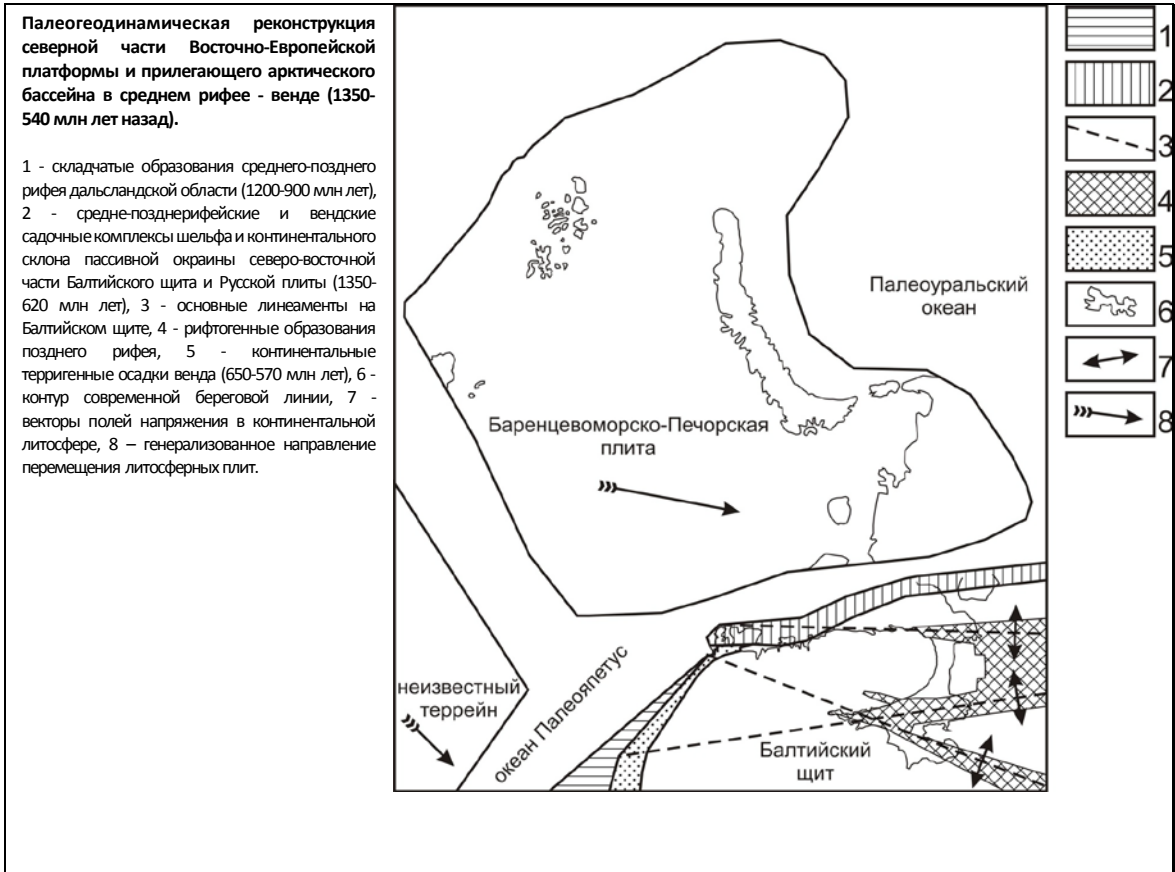 Палеогеодинамическая реконструкция
северной части Восточно-Европейской
платформы и прилегающего арктического
бассейна в среднем рифее - венде (1350-
540 млн лет назад).
1 - складчатые образования среднего-позднего
рифея дальсландской области (1200-900 млн лет),
2 - средне-позднерифейские и вендские
садочные комплексы шельфа и континентального
склона пассивной окраины северо-восточной
части Балтийского щита и Русской плиты (1350-
620 млн лет), 3 - основные линеаменты на
Балтийском щите, 4 - рифтогенные образования
позднего рифея, 5 - континентальные
терригенные осадки венда (650-570 млн лет), 6 -
контур современной береговой линии, 7 -
векторы полей напряжения в континентальной
литосфере, 8 – генерализованное направление
перемещения литосферных плит.
Палеоуральский
океан
Баренцевоморско-Печорская
плита
неизвестный
террейн
океан Палеояпетус
Балтийский
щит
1
2
3
4
5
6
7
8